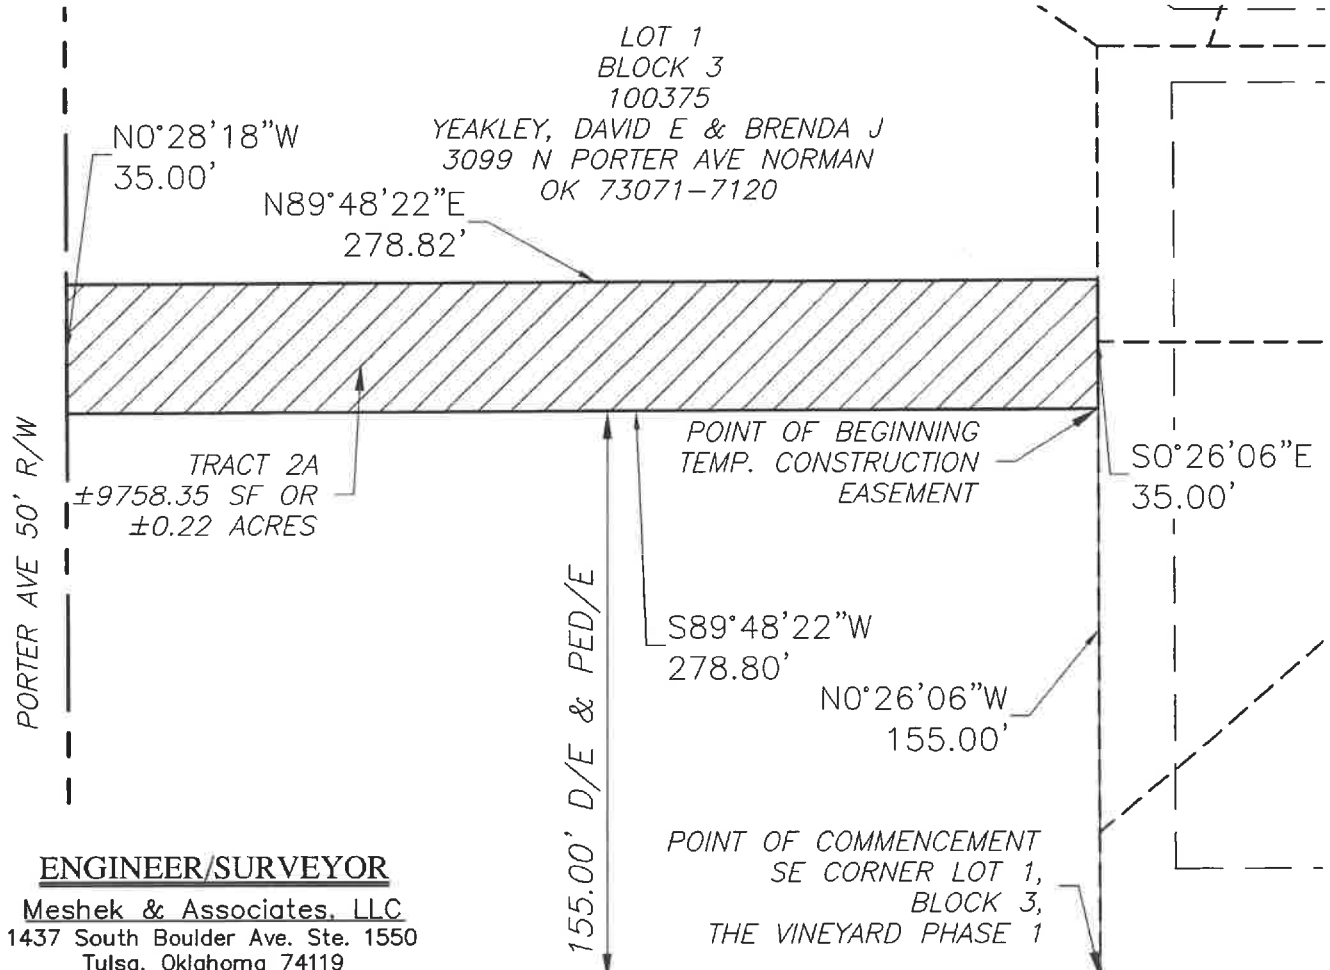 LOT 1
BLOCK 3
100375
YEAKLEY, DAVID E & BRENDA J
3099 N PORTER AVE NORMAN
OK 73071-7120
N0°28'18"W
35.00'
N89°48'22"E
278.82'
TRACT 2A
±9758.35 SF OR
±0.22 ACRES
POINT OF BEGINNING
TEMP. CONSTRUCTION
EASEMENT
S0°26'06"E
35.00'
PORTER AVE 50' R/W
155.00' D/E & PED/E
S89°48'22"W
278.80'
N0°26'06"W
155.00'
POINT OF COMMENCEMENT
SE CORNER LOT 1,
BLOCK 3,
THE VINEYARD PHASE 1
ENGINEER/SURVEYOR
Meshek & Associates, LLC
1437 South Boulder Ave. Ste. 1550
Tulsa, Oklahoma 74119